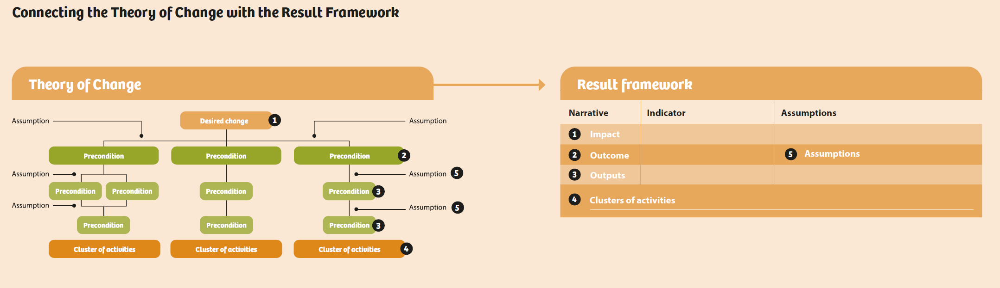 Connecting the Theory of Change with the Result Framework
Theory of Change
Assumption
Desired change 1
Assumption
Precondition
Precondition
Precondition 2
Assumption
Assumption 5
Precondition
Precondition
Precondition
Precondition 3
Assumption
Assumption 5
Precondition
Precondition
Precondition 3
Cluster of activities
Cluster of activities
Cluster of activities 4
Result framework
Narrative
Indicator
Assumptions
1 Impact
2 Outcome
5 Assumptions
3 Outputs
4 Clusters of activities